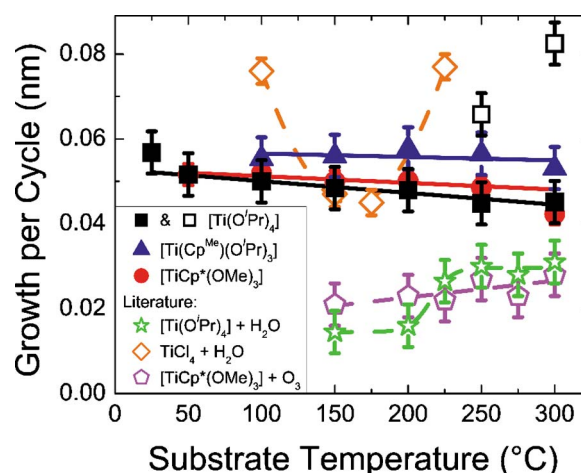 0.08
0.06
0.04
0.02
0.00
Growth per Cycle (nm)
& [Ti(OⁱPr)₄]
[Ti(Cpᴹᵉ)(OⁱPr)₃]
[TiCp*(OMe)₃]
Literature:
[Ti(OⁱPr)₄] + H₂O
TiCl₄ + H₂O
[TiCp*(OMe)₃] + O₃
0 50 100 150 200 250 300
Substrate Temperature (°C)